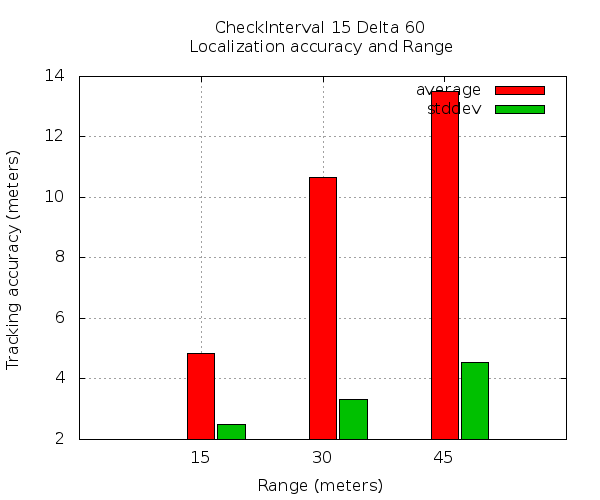 CheckInterval 15 Delta 60
Localization accuracy and Range
14
12
10
8
6
4
2
Tracking accuracy (meters)
average
stddev
15 30 45
Range (meters)